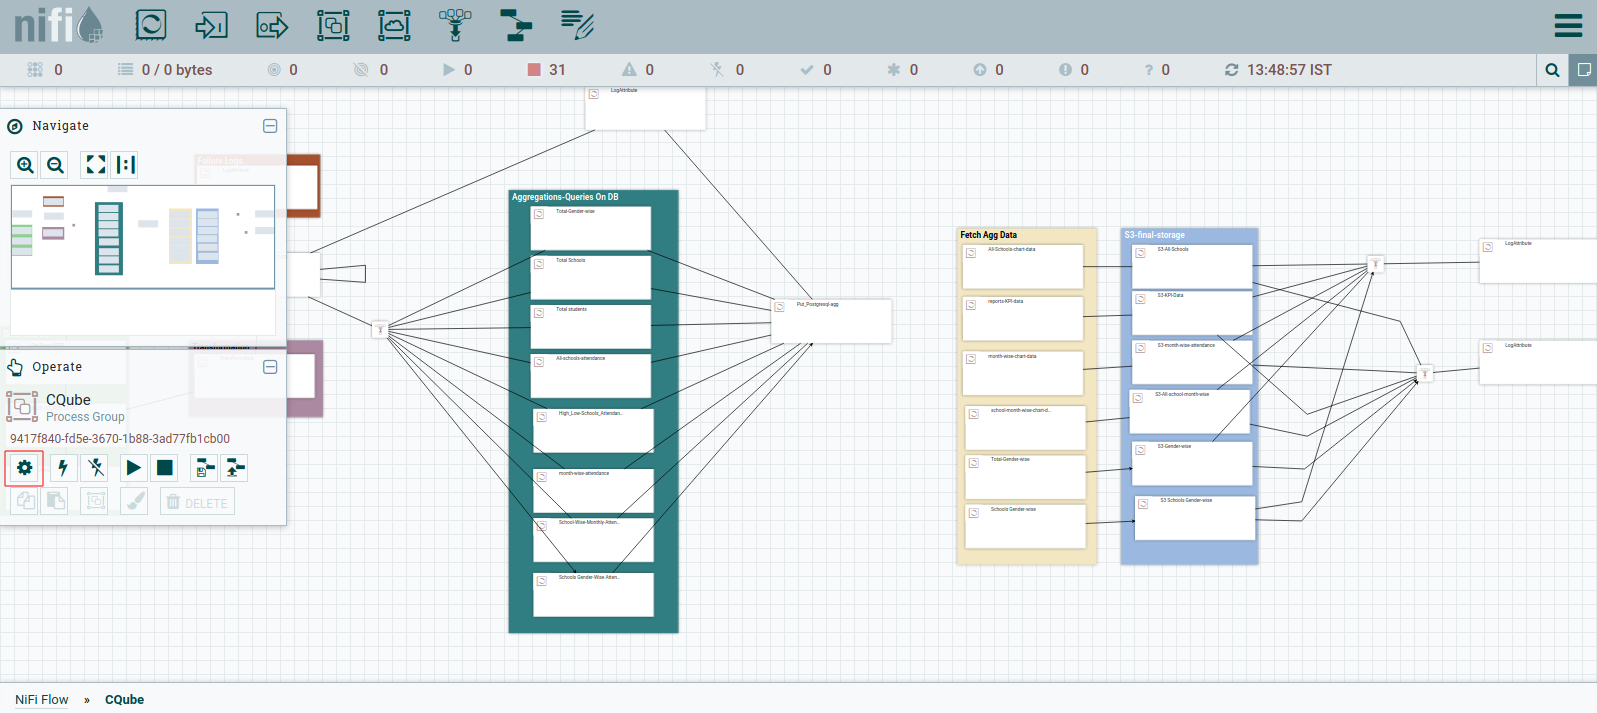 nifi
0
0 / 0 bytes
0
0
0
31
0
0
0
0
0
0
? 0
13:48:57 IST
LogAttribute
Navigate
Failure Logs
Aggregations-Queries On DB
Total-Gender-wise
Total Schools
Total students
All-schools-attendance
High_Low-Schools_Attendan..
month-wise-attendance
School-Wise-Monthly-Atten..
Schools Gender-Wise Atten..
Put_Postgresql-agg
Fetch Agg Data
All-Schools-chart-data
reports-KPI-data
month-wise-chart-data
school-month-wise-chart-d...
Total-Gender-wise
Schools Gender-wise
S3-final-storage
S3-All-Schools
S3-KPI-Data
S3-month-wise-attendance
S3-All-school-month-wise
S3-Gender-wise
S3 Schools Gender-wise
LogAttribute
LogAttribute
Operate
CQube
Process Group
9417f840-fd5e-3670-1b88-3ad77fb1cb00
DELETE
NiFi Flow » CQube